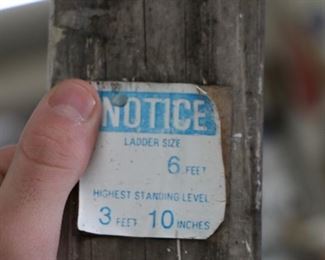 NOTICE
LADDER SIZE
6 FEET
HIGHEST STANDING LEVEL
3 FEET 10 INCHES